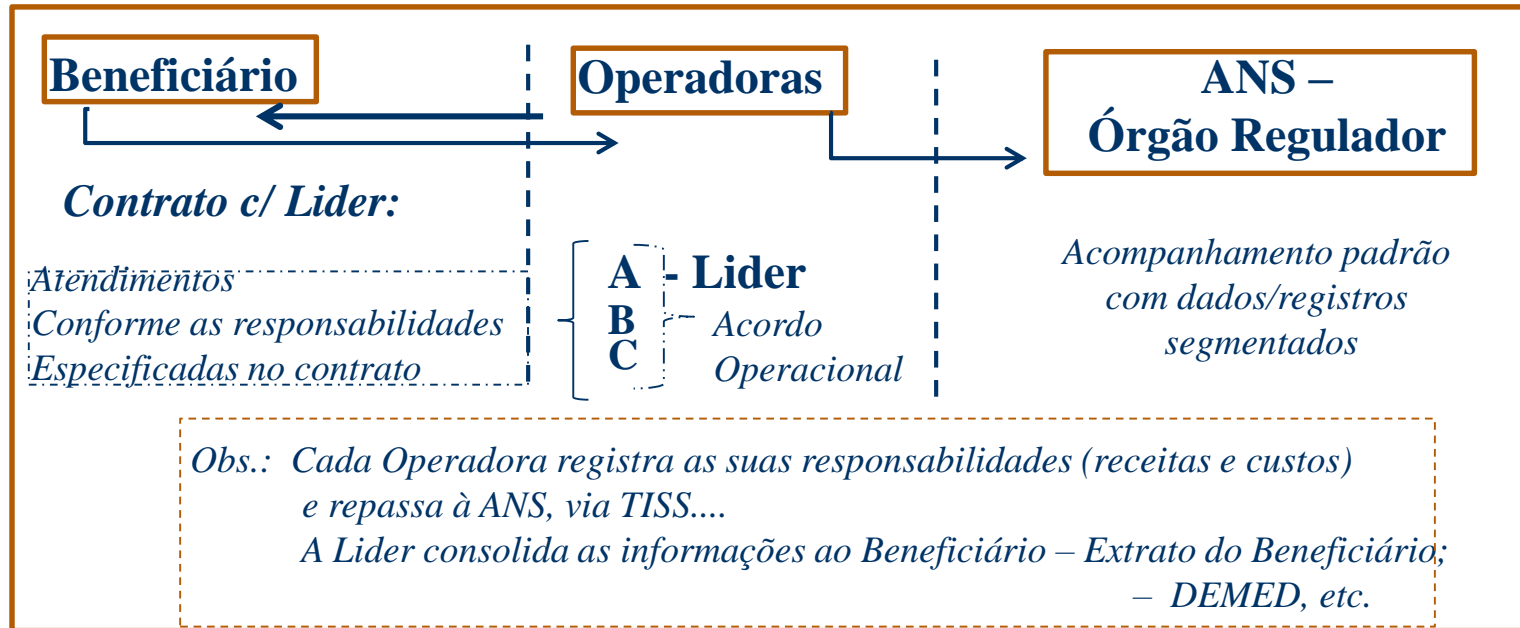 Beneficiário
Operadoras
ANS –
Órgão Regulador
Contrato c/ Lider:
Atendimentos
Conforme as responsabilidades
Especificadas no contrato
A - Lider
B
C
Acordo
Operacional
Acompanhamento padrão
com dados/registros
segmentados
Obs.: Cada Operadora registra as suas responsabilidades (receitas e custos)
e repassa à ANS, via TISS....
A Lider consolida as informações ao Beneficiário – Extrato do Beneficiário;
– DEMED, etc.